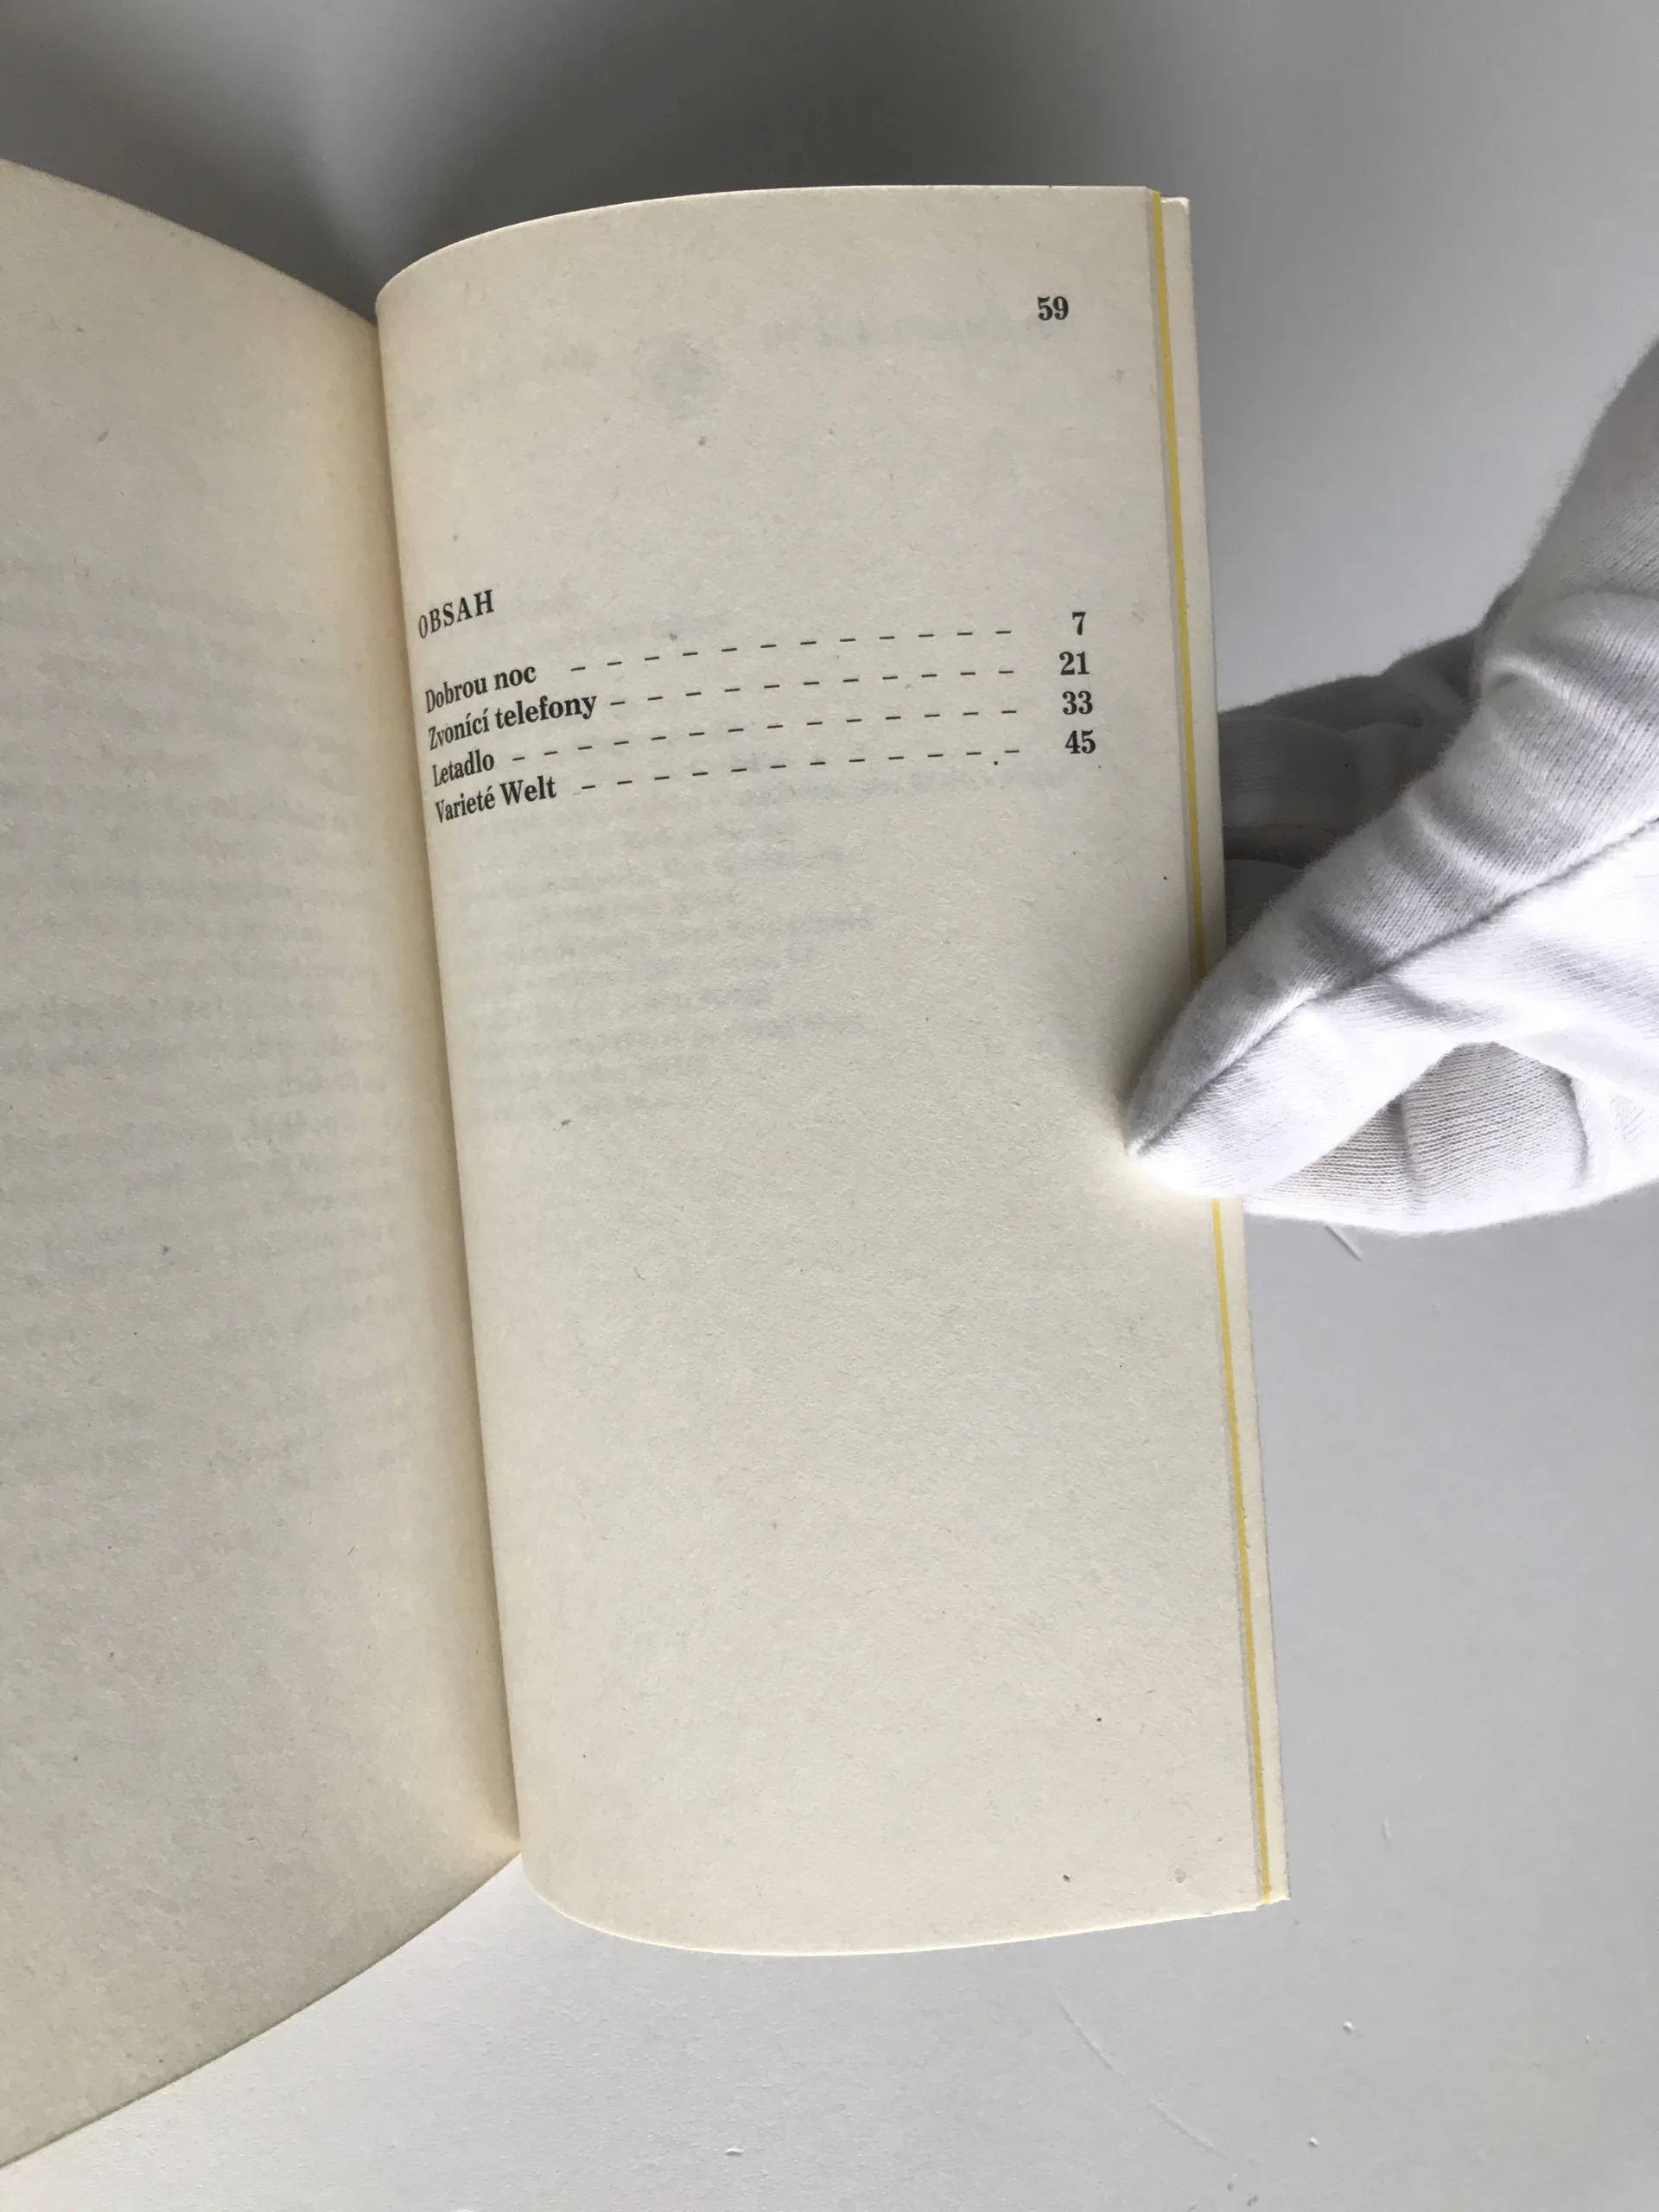 59
OBSAH
Dobrou noc – – – – – – – – – – – – 7
Zvonící telefony – – – – – – – – – – – 21
Letadlo – – – – – – – – – – – – – – 33
Varieté Welt – – – – – – – – – – – – 45